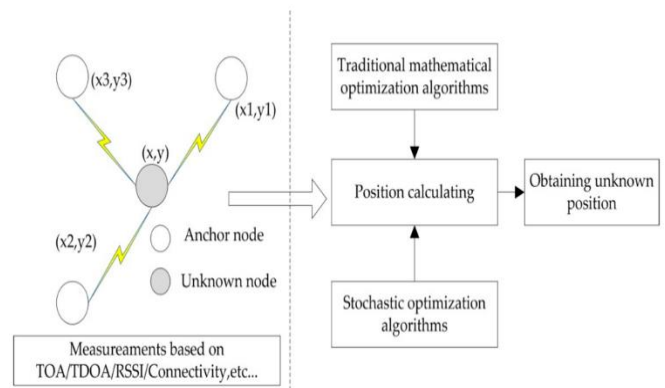 (x3,y3)
(x1,y1)
(x,y)
(x2,y2)
Anchor node
Unknown node
Measureaments based on
TOA/TDOA/RSSI/Connectivity,etc...
Traditional mathematical
optimization algorithms
Position calculating
Obtaining unknown
position
Stochastic optimization
algorithms